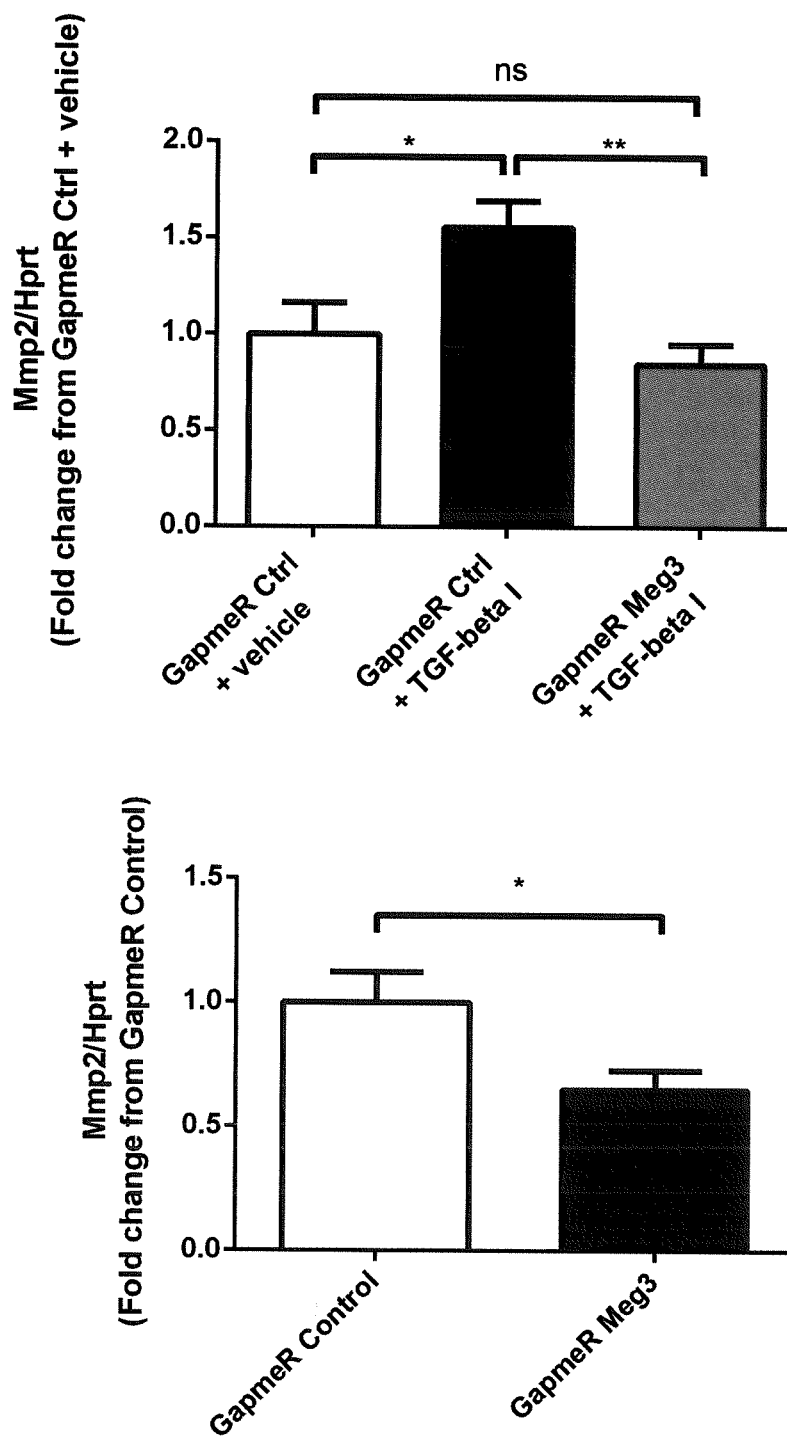 ns
*
**
Mmp2/Hprt
(Fold change from GapmeR Ctrl + vehicle)
2.0
1.5
1.0
0.5
0.0
GapmeR Ctrl
+ vehicle
GapmeR Ctrl
+ TGF-beta I
GapmeR Meg3
+ TGF-beta I
Mmp2/Hprt
(Fold change from GapmeR Control)
1.5
1.0
0.5
0.0
*
GapmeR Control
GapmeR Meg3